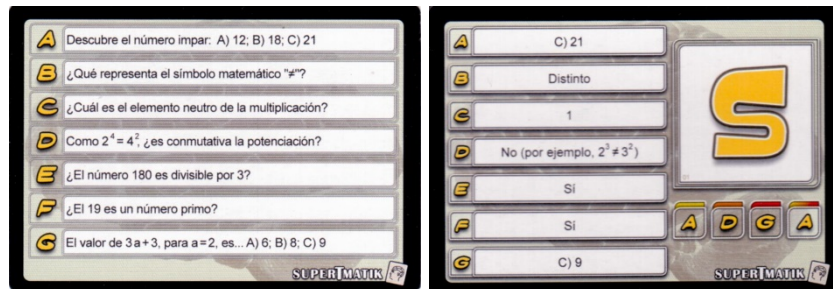 A Descubre el número impar: A) 12; B) 18; C) 21
B ¿Qué representa el símbolo matemático "≠"?
C ¿Cuál es el elemento neutro de la multiplicación?
D Como 2⁴ = 4², ¿es conmutativa la potenciación?
E ¿El número 180 es divisible por 3?
F ¿El 19 es un número primo?
G El valor de 3a+3, para a=2, es... A) 6; B) 8; C) 9
SUPERTMATIK
A C) 21
B Distinto
C 1
D No (por ejemplo, 2³ ≠ 3²)
E Sí
F Sí
G C) 9
S
A D G A
SUPERTMATIK